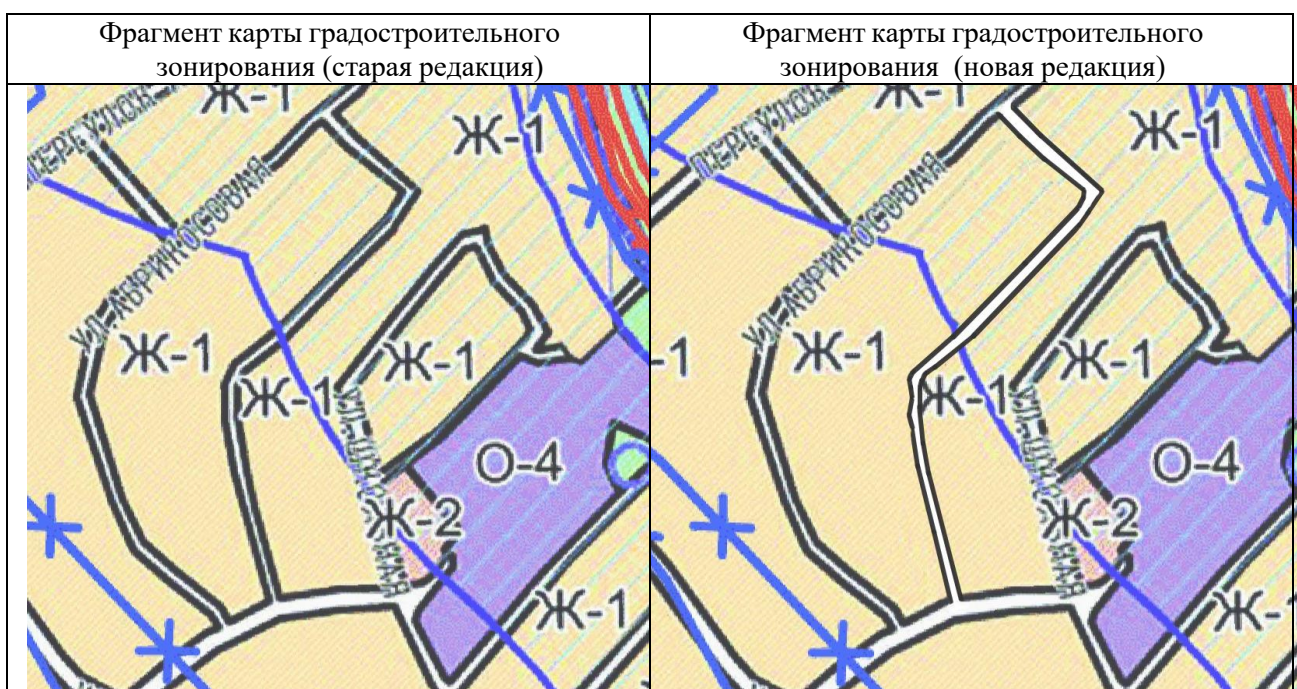 Фрагмент карты градостроительного
зонирования (старая редакция)
Фрагмент карты градостроительного
зонирования (новая редакция)
Ж-1
Ж-1
УЛ. АБРИКОСОВАЯ
Ж-1
Ж-1
Ж-1
О-4
Ж-2
Ж-1
Ж-1
Ж-1
УЛ. АБРИКОСОВАЯ
-1
Ж-1
Ж-1
Ж-1
О-4
Ж-2
Ж-